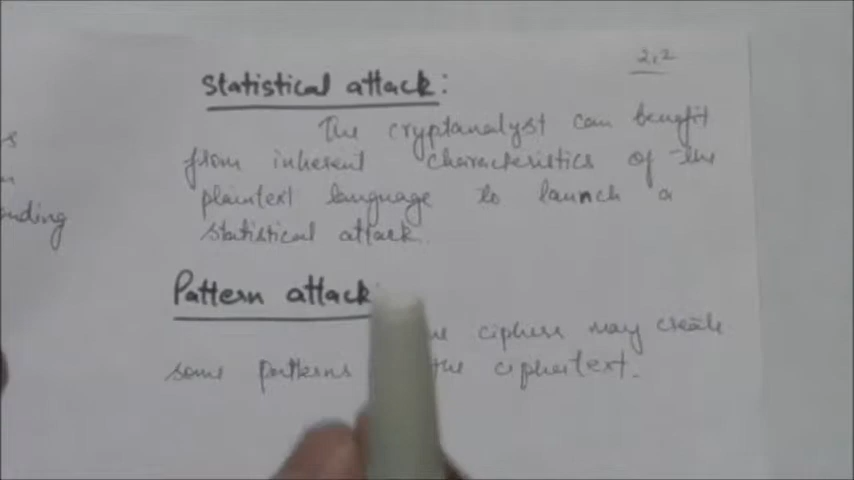 2,2
Statistical attack:
The cryptanalyst can benefit
from inherent characteristics of the
plaintext language to launch a
statistical attack.
Pattern attack
ciphers may create
some patterns the ciphertext.
nding